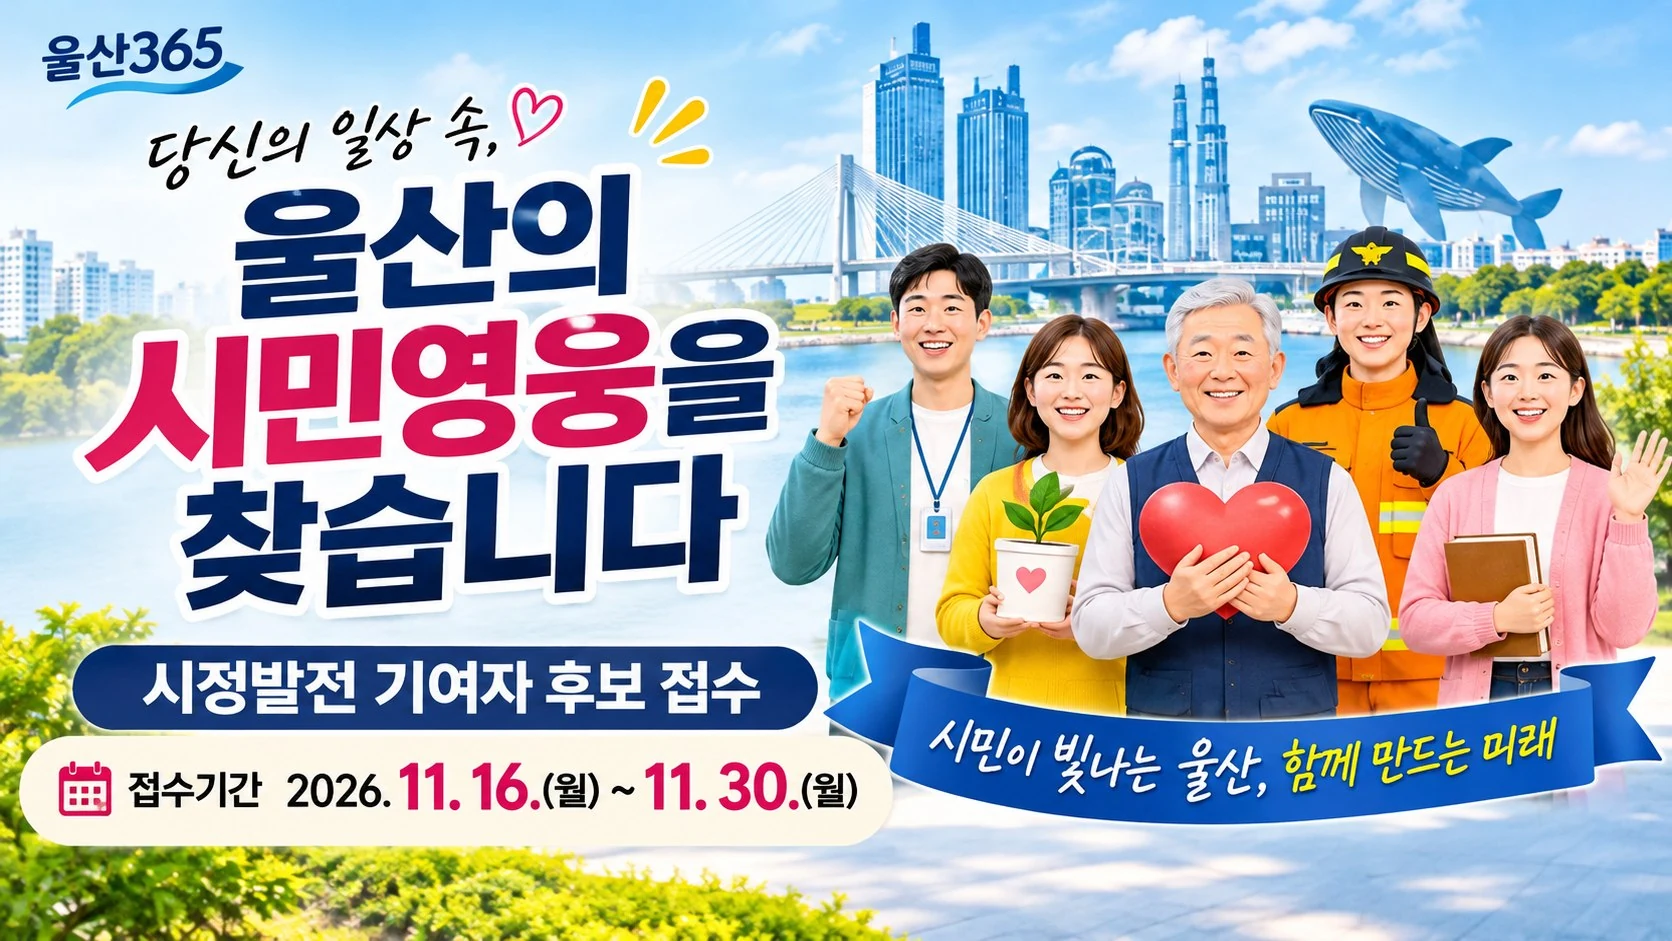 울산365
당신의 일상 속,
울산의
시민영웅을
찾습니다
시정발전 기여자 후보 접수
접수기간 2026. 11. 16.(월) ~ 11. 30.(월)
시민이 빛나는 울산, 함께 만드는 미래